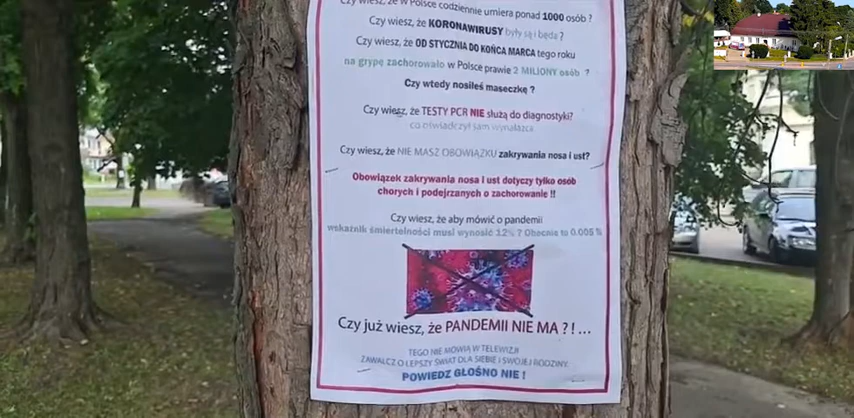 Czy wiesz, że w Polsce codziennie umiera ponad 1000 osób?
Czy wiesz, że KORONAWIRUSY były są i będą?
Czy wiesz, że OD STYCZNIA DO KOŃCA MARCA tego roku
na grypę zachorowało w Polsce prawie 2 MILIONY osób ?
Czy wtedy nosiłeś maseczkę ?
Czy wiesz, że TESTY PCR NIE służą do diagnostyki?
co oświadczył sam wynalazca.
Czy wiesz, że NIE MASZ OBOWIĄZKU zakrywania nosa i ust?
Obowiązek zakrywania nosa i ust dotyczy tylko osób
chorych i podejrzanych o zachorowanie !!
Czy wiesz, że aby mówić o pandemii
wskaźnik śmiertelności musi wynosić 12% ? Obecnie to 0.005%
Czy już wiesz, że PANDEMII NIE MA ? ! ...
TEGO NIE MÓWIĄ W TELEWIZJI
ZAWALCZ O LEPSZY ŚWIAT DLA SIEBIE I SWOJEJ RODZINY.
POWIEDZ GŁOŚNO NIE !